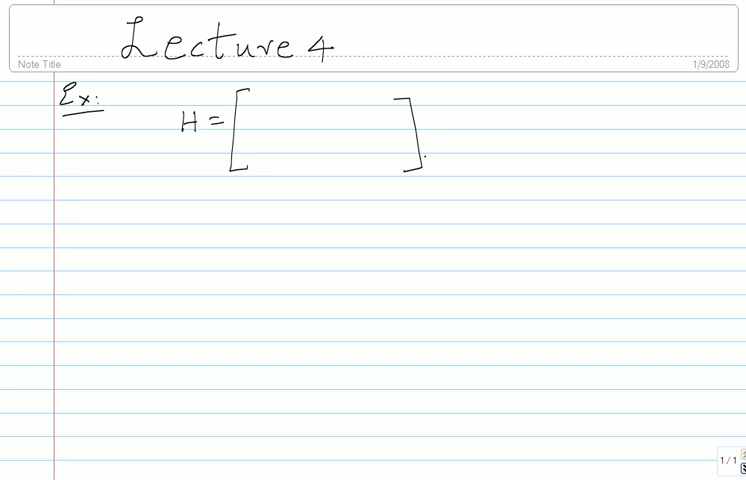 Lecture 4
Note Title
1/9/2008
Ex:
H = [ ]
1 / 1